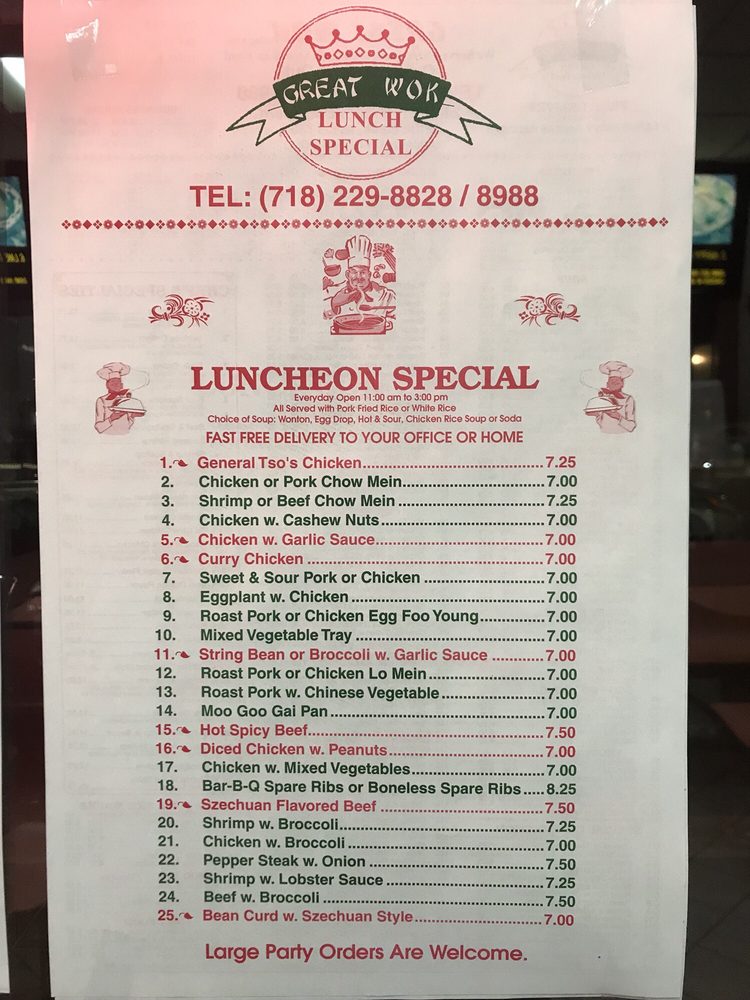 GREAT WOK
LUNCH
SPECIAL
TEL: (718) 229-8828 / 8988
LUNCHEON SPECIAL
Everyday Open 11:00 am to 3:00 pm
All Served with Pork Fried Rice or White Rice
Choice of Soup: Wonton, Egg Drop, Hot & Sour, Chicken Rice Soup or Soda
FAST FREE DELIVERY TO YOUR OFFICE OR HOME
1. General Tso's Chicken 7.25
2. Chicken or Pork Chow Mein 7.00
3. Shrimp or Beef Chow Mein 7.25
4. Chicken w. Cashew Nuts 7.00
5. Chicken w. Garlic Sauce 7.00
6. Curry Chicken 7.00
7. Sweet & Sour Pork or Chicken 7.00
8. Eggplant w. Chicken 7.00
9. Roast Pork or Chicken Egg Foo Young 7.00
10. Mixed Vegetable Tray 7.00
11. String Bean or Broccoli w. Garlic Sauce 7.00
12. Roast Pork or Chicken Lo Mein 7.00
13. Roast Pork w. Chinese Vegetable 7.00
14. Moo Goo Gai Pan 7.00
15. Hot Spicy Beef 7.50
16. Diced Chicken w. Peanuts 7.00
17. Chicken w. Mixed Vegetables 7.00
18. Bar-B-Q Spare Ribs or Boneless Spare Ribs 8.25
19. Szechuan Flavored Beef 7.50
20. Shrimp w. Broccoli 7.25
21. Chicken w. Broccoli 7.00
22. Pepper Steak w. Onion 7.50
23. Shrimp w. Lobster Sauce 7.25
24. Beef w. Broccoli 7.50
25. Bean Curd w. Szechuan Style 7.00
Large Party Orders Are Welcome.